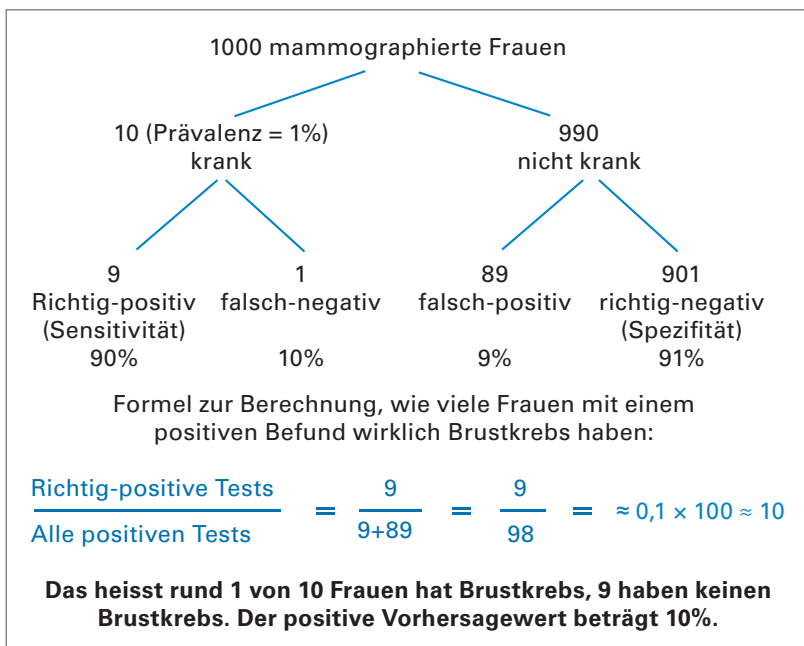 1000 mammographierte Frauen
10 (Prävalenz = 1%)
krank
990
nicht krank
9
Richtig-positiv
(Sensitivität)
90%
1
falsch-negativ
10%
89
falsch-positiv
9%
901
richtig-negativ
(Spezifität)
91%
Formel zur Berechnung, wie viele Frauen mit einem
positiven Befund wirklich Brustkrebs haben:
Richtig-positive Tests
Alle positiven Tests
=
9
9+89
=
9
98
= ≈ 0,1 × 100 ≈ 10
Das heisst rund 1 von 10 Frauen hat Brustkrebs, 9 haben keinen
Brustkrebs. Der positive Vorhersagewert beträgt 10%.